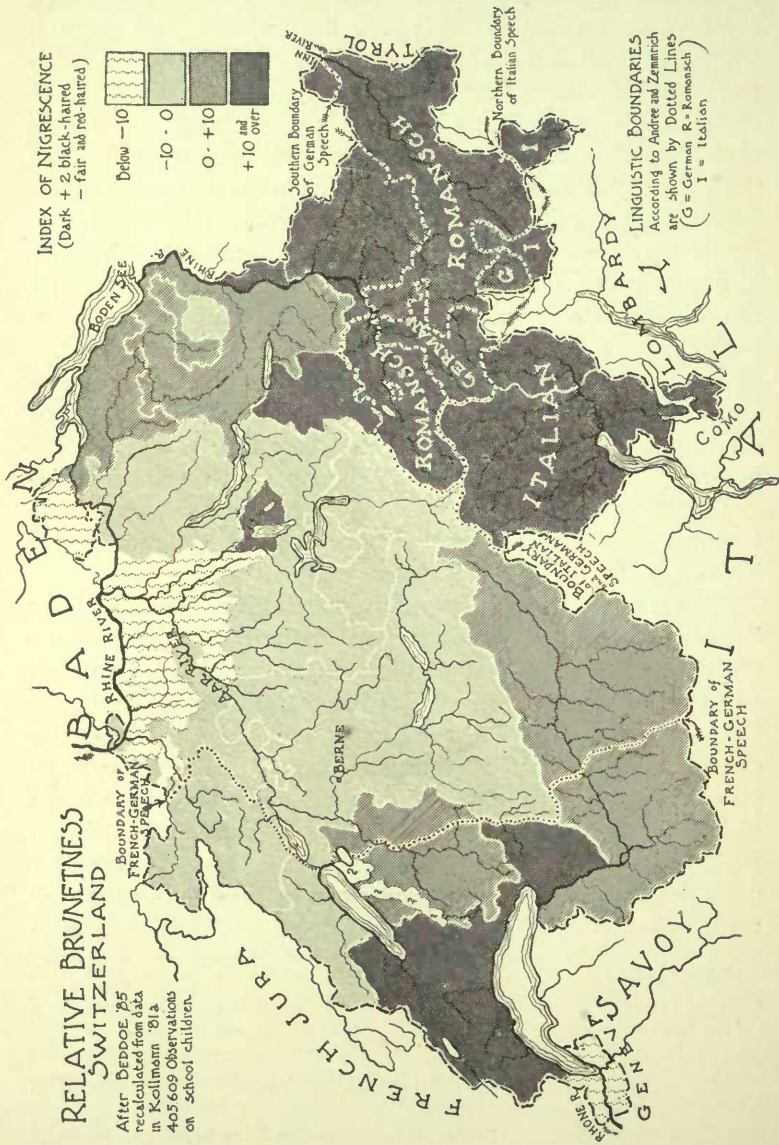 RELATIVE BRUNETNESS
SWITZERLAND
After BEDDOE '85
recalculated from data
in Kollmann '81a
405609 Observations
on school children.
INDEX OF NIGRESCENCE
(Dark + 2 black-haired
— fair and red-haired)
Below —10
-10 - 0
0 - +10
+10 and over
BADEN
BODEN SEE
RHINE R.
RHINE RIVER
AAR RIVER
BERNE
BOUNDARY OF
FRENCH-GERMAN
SPEECH
Southern Boundary
of German
Speech
INN
RIVER
TYROL
ROMANSCH
ROMANSCH
GERMAN
G
I
I
Northern Boundary
of Italian Speech
ITALIAN
BOUNDARY
of GERMAN
and ITALIAN
SPEECH
LOMBARDY
COMO
ITALY
BOUNDARY of
FRENCH-GERMAN
SPEECH
FRENCH JURA
SAVOY
RHONE R.
GENEV
LINGUISTIC BOUNDARIES
According to Andree and Zemmrich
are shown by Dotted Lines
(G = German R = Romansch)
I = Italian